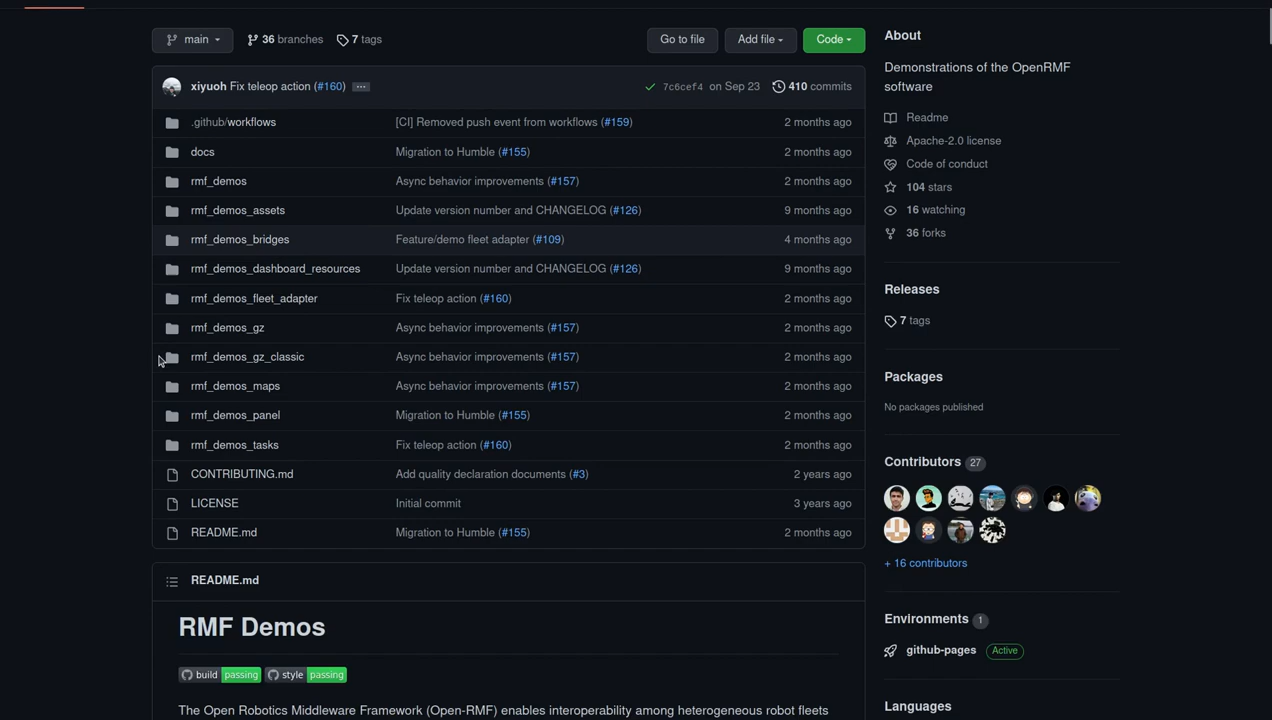 main
36 branches
7 tags
Go to file
Add file
Code
xiyuoh Fix teleop action (#160) ...
7c6cef4 on Sep 23
410 commits
.github/workflows [CI] Removed push event from workflows (#159) 2 months ago
docs Migration to Humble (#155) 2 months ago
rmf_demos Async behavior improvements (#157) 2 months ago
rmf_demos_assets Update version number and CHANGELOG (#126) 9 months ago
rmf_demos_bridges Feature/demo fleet adapter (#109) 4 months ago
rmf_demos_dashboard_resources Update version number and CHANGELOG (#126) 9 months ago
rmf_demos_fleet_adapter Fix teleop action (#160) 2 months ago
rmf_demos_gz Async behavior improvements (#157) 2 months ago
rmf_demos_gz_classic Async behavior improvements (#157) 2 months ago
rmf_demos_maps Async behavior improvements (#157) 2 months ago
rmf_demos_panel Migration to Humble (#155) 2 months ago
rmf_demos_tasks Fix teleop action (#160) 2 months ago
CONTRIBUTING.md Add quality declaration documents (#3) 2 years ago
LICENSE Initial commit 3 years ago
README.md Migration to Humble (#155) 2 months ago
README.md
RMF Demos
build passing style passing
The Open Robotics Middleware Framework (Open-RMF) enables interoperability among heterogeneous robot fleets
About
Demonstrations of the OpenRMF
software
Readme
Apache-2.0 license
Code of conduct
104 stars
16 watching
36 forks
Releases
7 tags
Packages
No packages published
Contributors 27
+ 16 contributors
Environments 1
github-pages Active
Languages